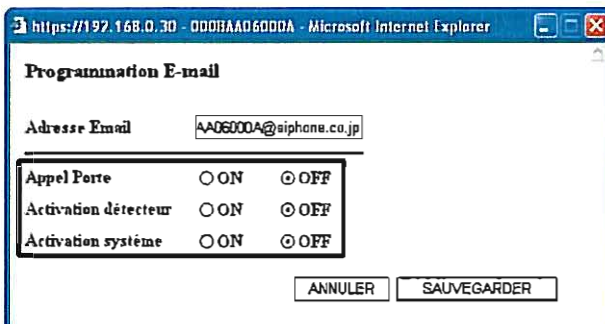 https://192.168.0.30 - 000BAA06000A - Microsoft Internet Explorer
Programmation E-mail
Adresse Email AA06000A@aiphone.co.jp
Appel Porte ON OFF
Activation détecteur ON OFF
Activation système ON OFF
ANNULER SAUVEGARDER